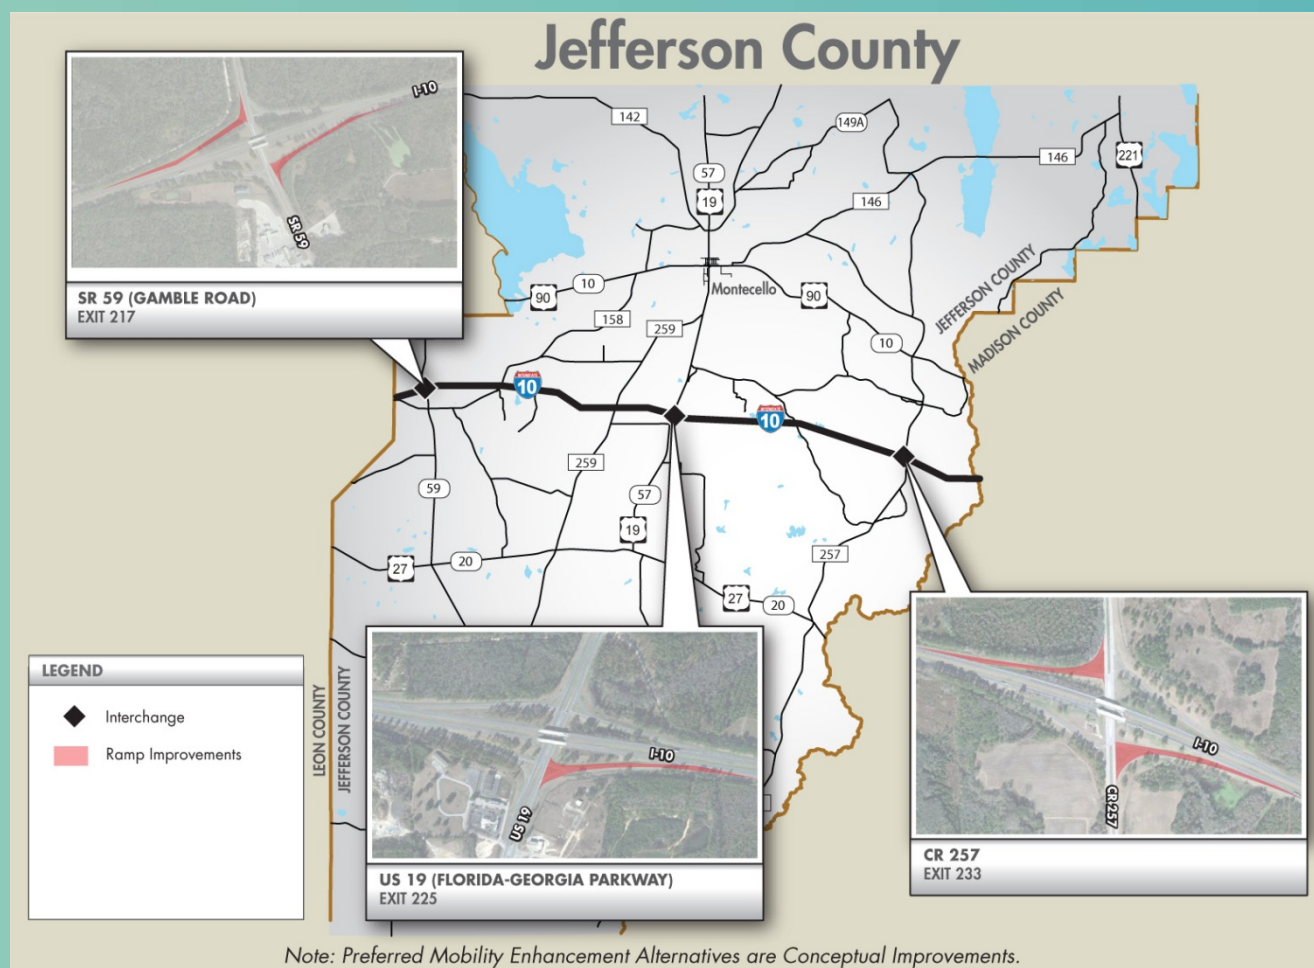 Jefferson County
I-10
SR 59
SR 59 (GAMBLE ROAD)
EXIT 217
142
149A
146
221
57
19
146
90
10
Montecello
90
158
259
10
JEFFERSON COUNTY
MADISON COUNTY
10
10
259
59
57
19
257
27
20
27
20
LEGEND
Interchange
Ramp Improvements
LEON COUNTY
JEFFERSON COUNTY
I-10
US 19
US 19 (FLORIDA-GEORGIA PARKWAY)
EXIT 225
I-10
CR257
CR 257
EXIT 233
Note: Preferred Mobility Enhancement Alternatives are Conceptual Improvements.